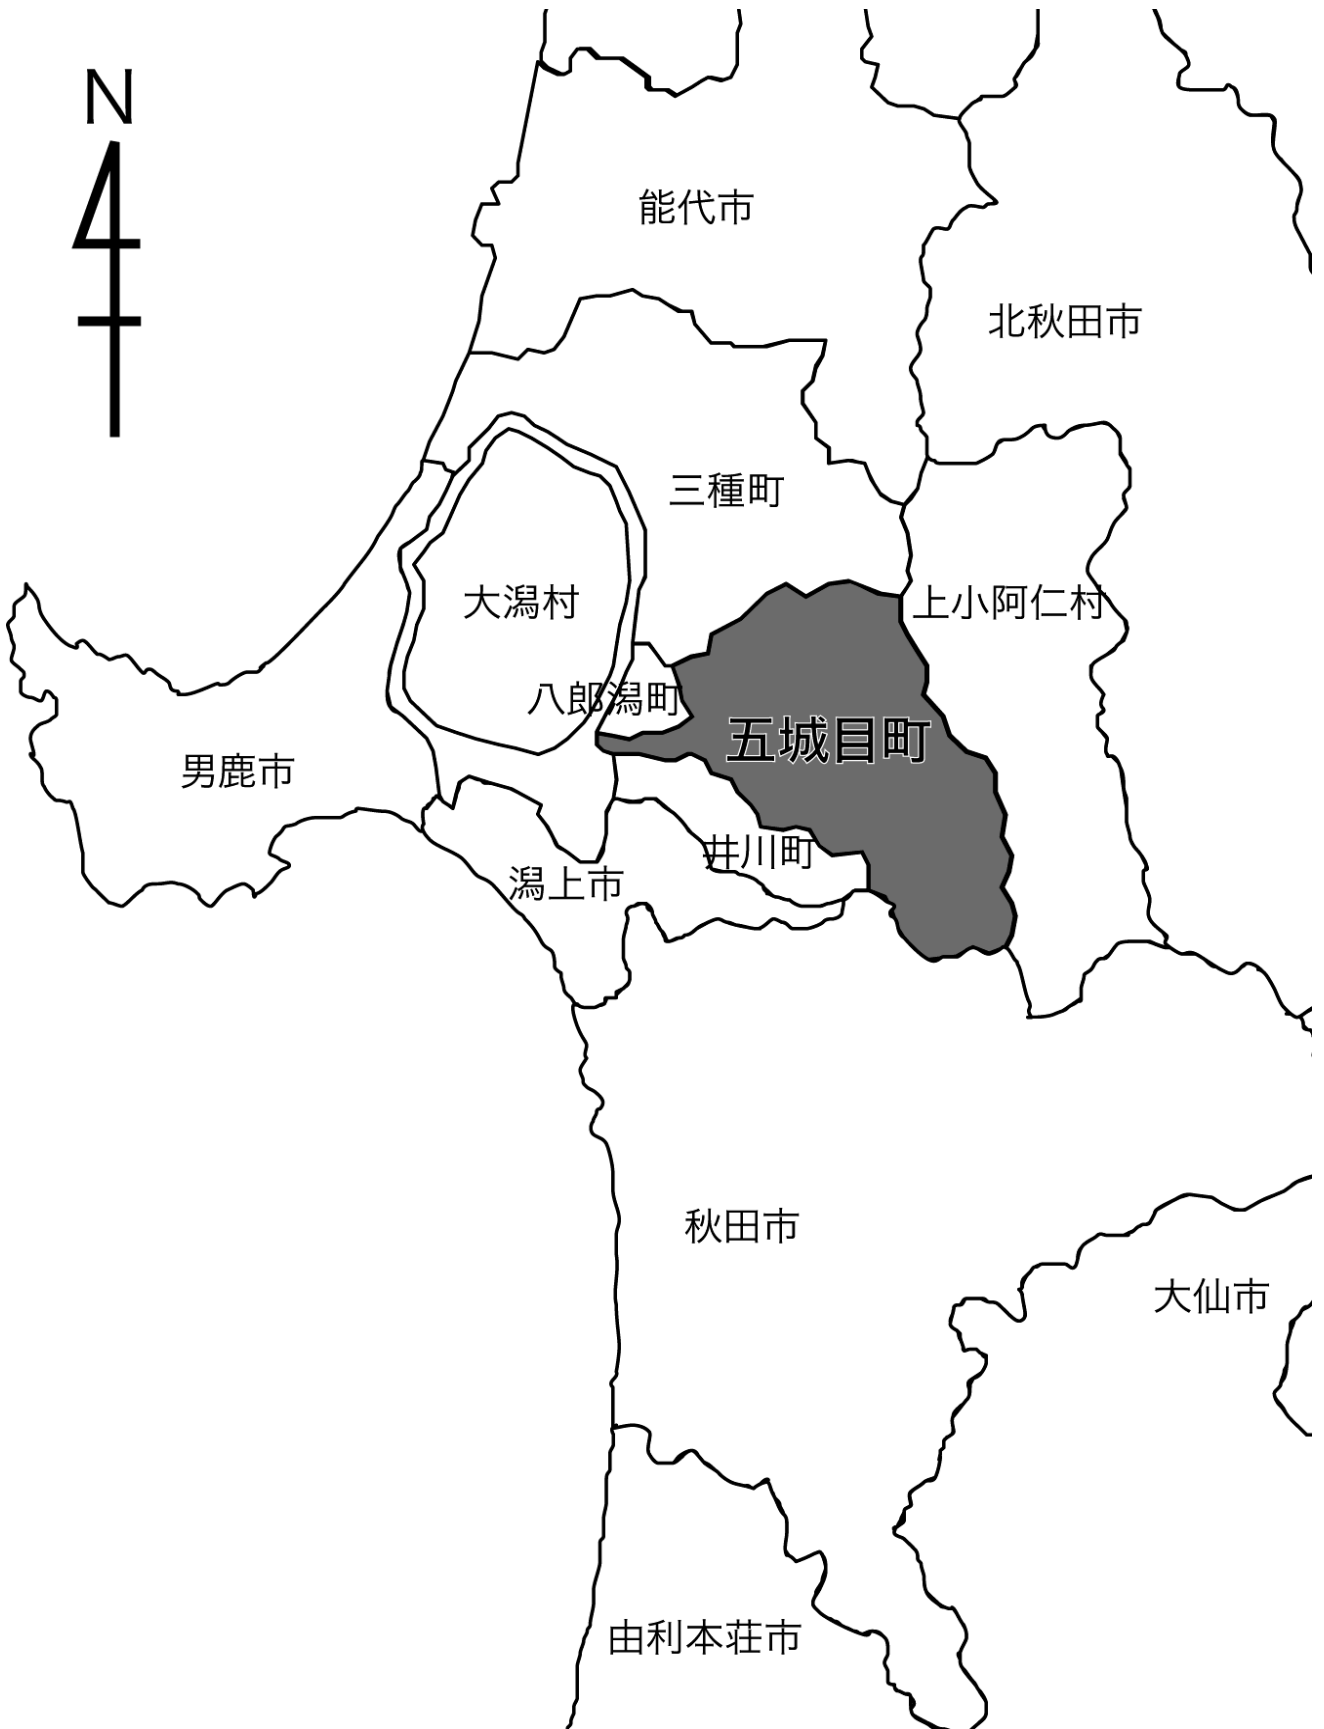 N
能代市
北秋田市
三種町
大潟村
上小阿仁村
八郎潟町
五城目町
男鹿市
井川町
潟上市
秋田市
大仙市
由利本荘市